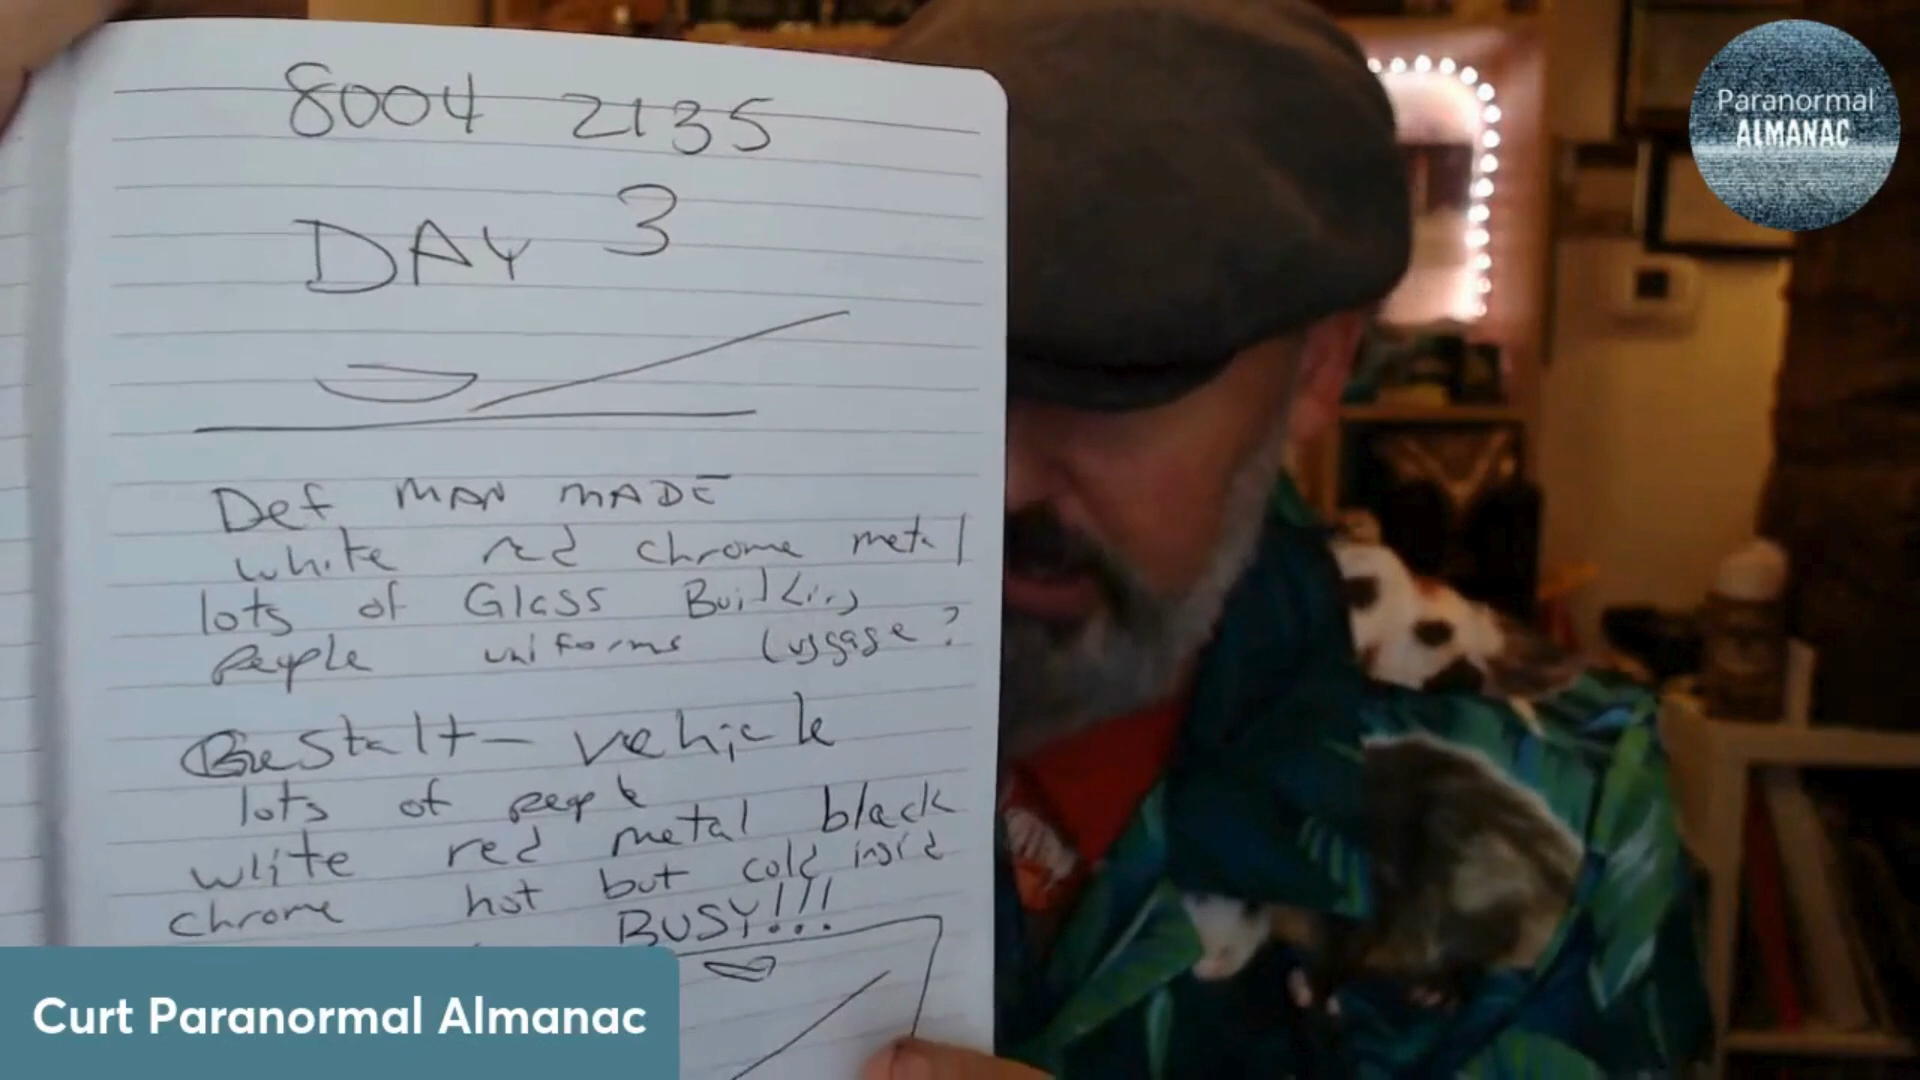 8004 2135
DAY 3
Def MAN MADE
white red chrome metal
lots of Glass Building
people uniforms luggage?
Gestalt - vehicle
lots of people
white red metal black
chrome hot but cold inside
BUSY!!!
Paranormal
ALMANAC
Curt Paranormal Almanac